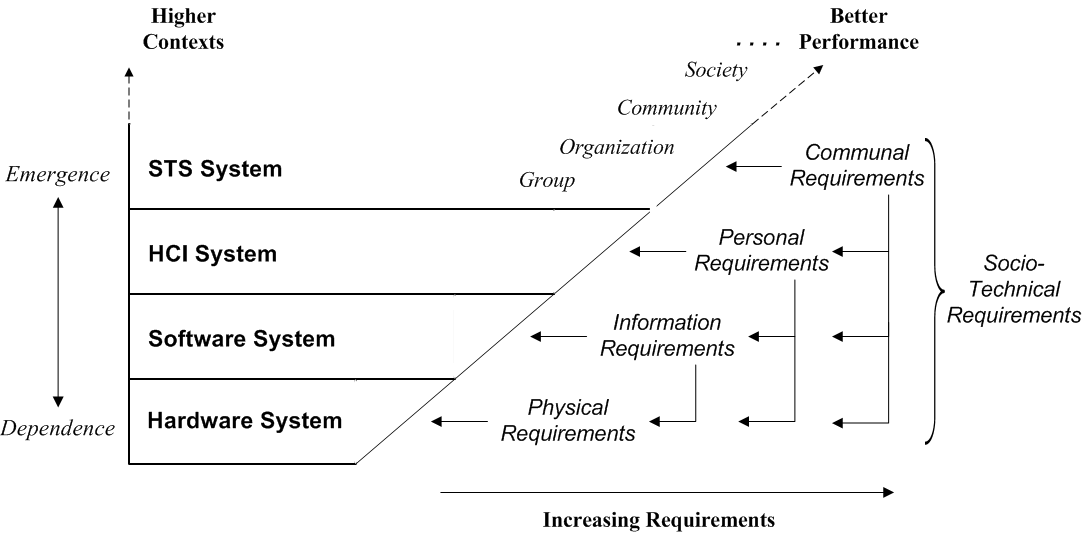 Higher
Contexts
Better
Performance
. . . .
Society
Community
Organization
Group
Emergence
Dependence
STS System
HCI System
Software System
Hardware System
Communal
Requirements
Personal
Requirements
Information
Requirements
Physical
Requirements
Socio-
Technical
Requirements
Increasing Requirements